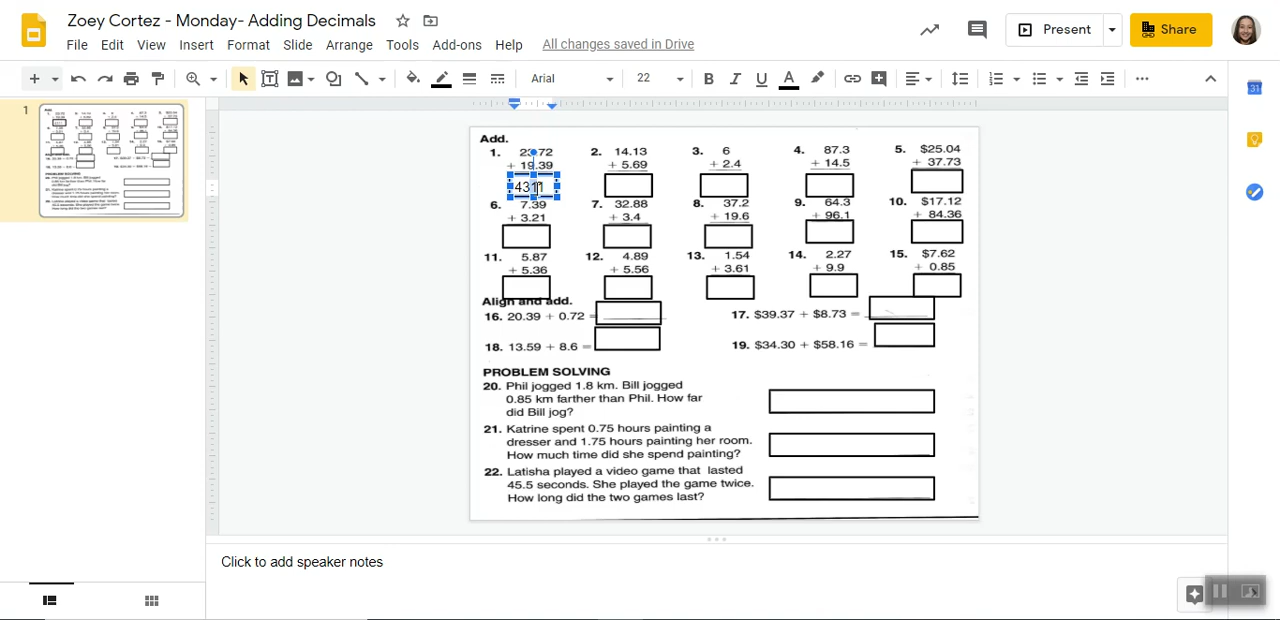 Zoey Cortez - Monday- Adding Decimals
File Edit View Insert Format Slide Arrange Tools Add-ons Help All changes saved in Drive
Present
Share
Arial
22
31
1
Add.
1. 23.72
+ 19.39
4311
2. 14.13
+ 5.69
3. 6
+ 2.4
4. 87.3
+ 14.5
5. $25.04
+ 37.73
6. 7.39
+ 3.21
7. 32.88
+ 3.4
8. 37.2
+ 19.6
9. 64.3
+ 96.1
10. $17.12
+ 84.36
11. 5.87
+ 5.36
12. 4.89
+ 5.56
13. 1.54
+ 3.61
14. 2.27
+ 9.9
15. $7.62
+ 0.85
Align and add.
16. 20.39 + 0.72 =
17. $39.37 + $8.73 =
18. 13.59 + 8.6 =
19. $34.30 + $58.16 =
PROBLEM SOLVING
20. Phil jogged 1.8 km. Bill jogged
0.85 km farther than Phil. How far
did Bill jog?
21. Katrine spent 0.75 hours painting a
dresser and 1.75 hours painting her room.
How much time did she spend painting?
22. Latisha played a video game that lasted
45.5 seconds. She played the game twice.
How long did the two games last?
Click to add speaker notes